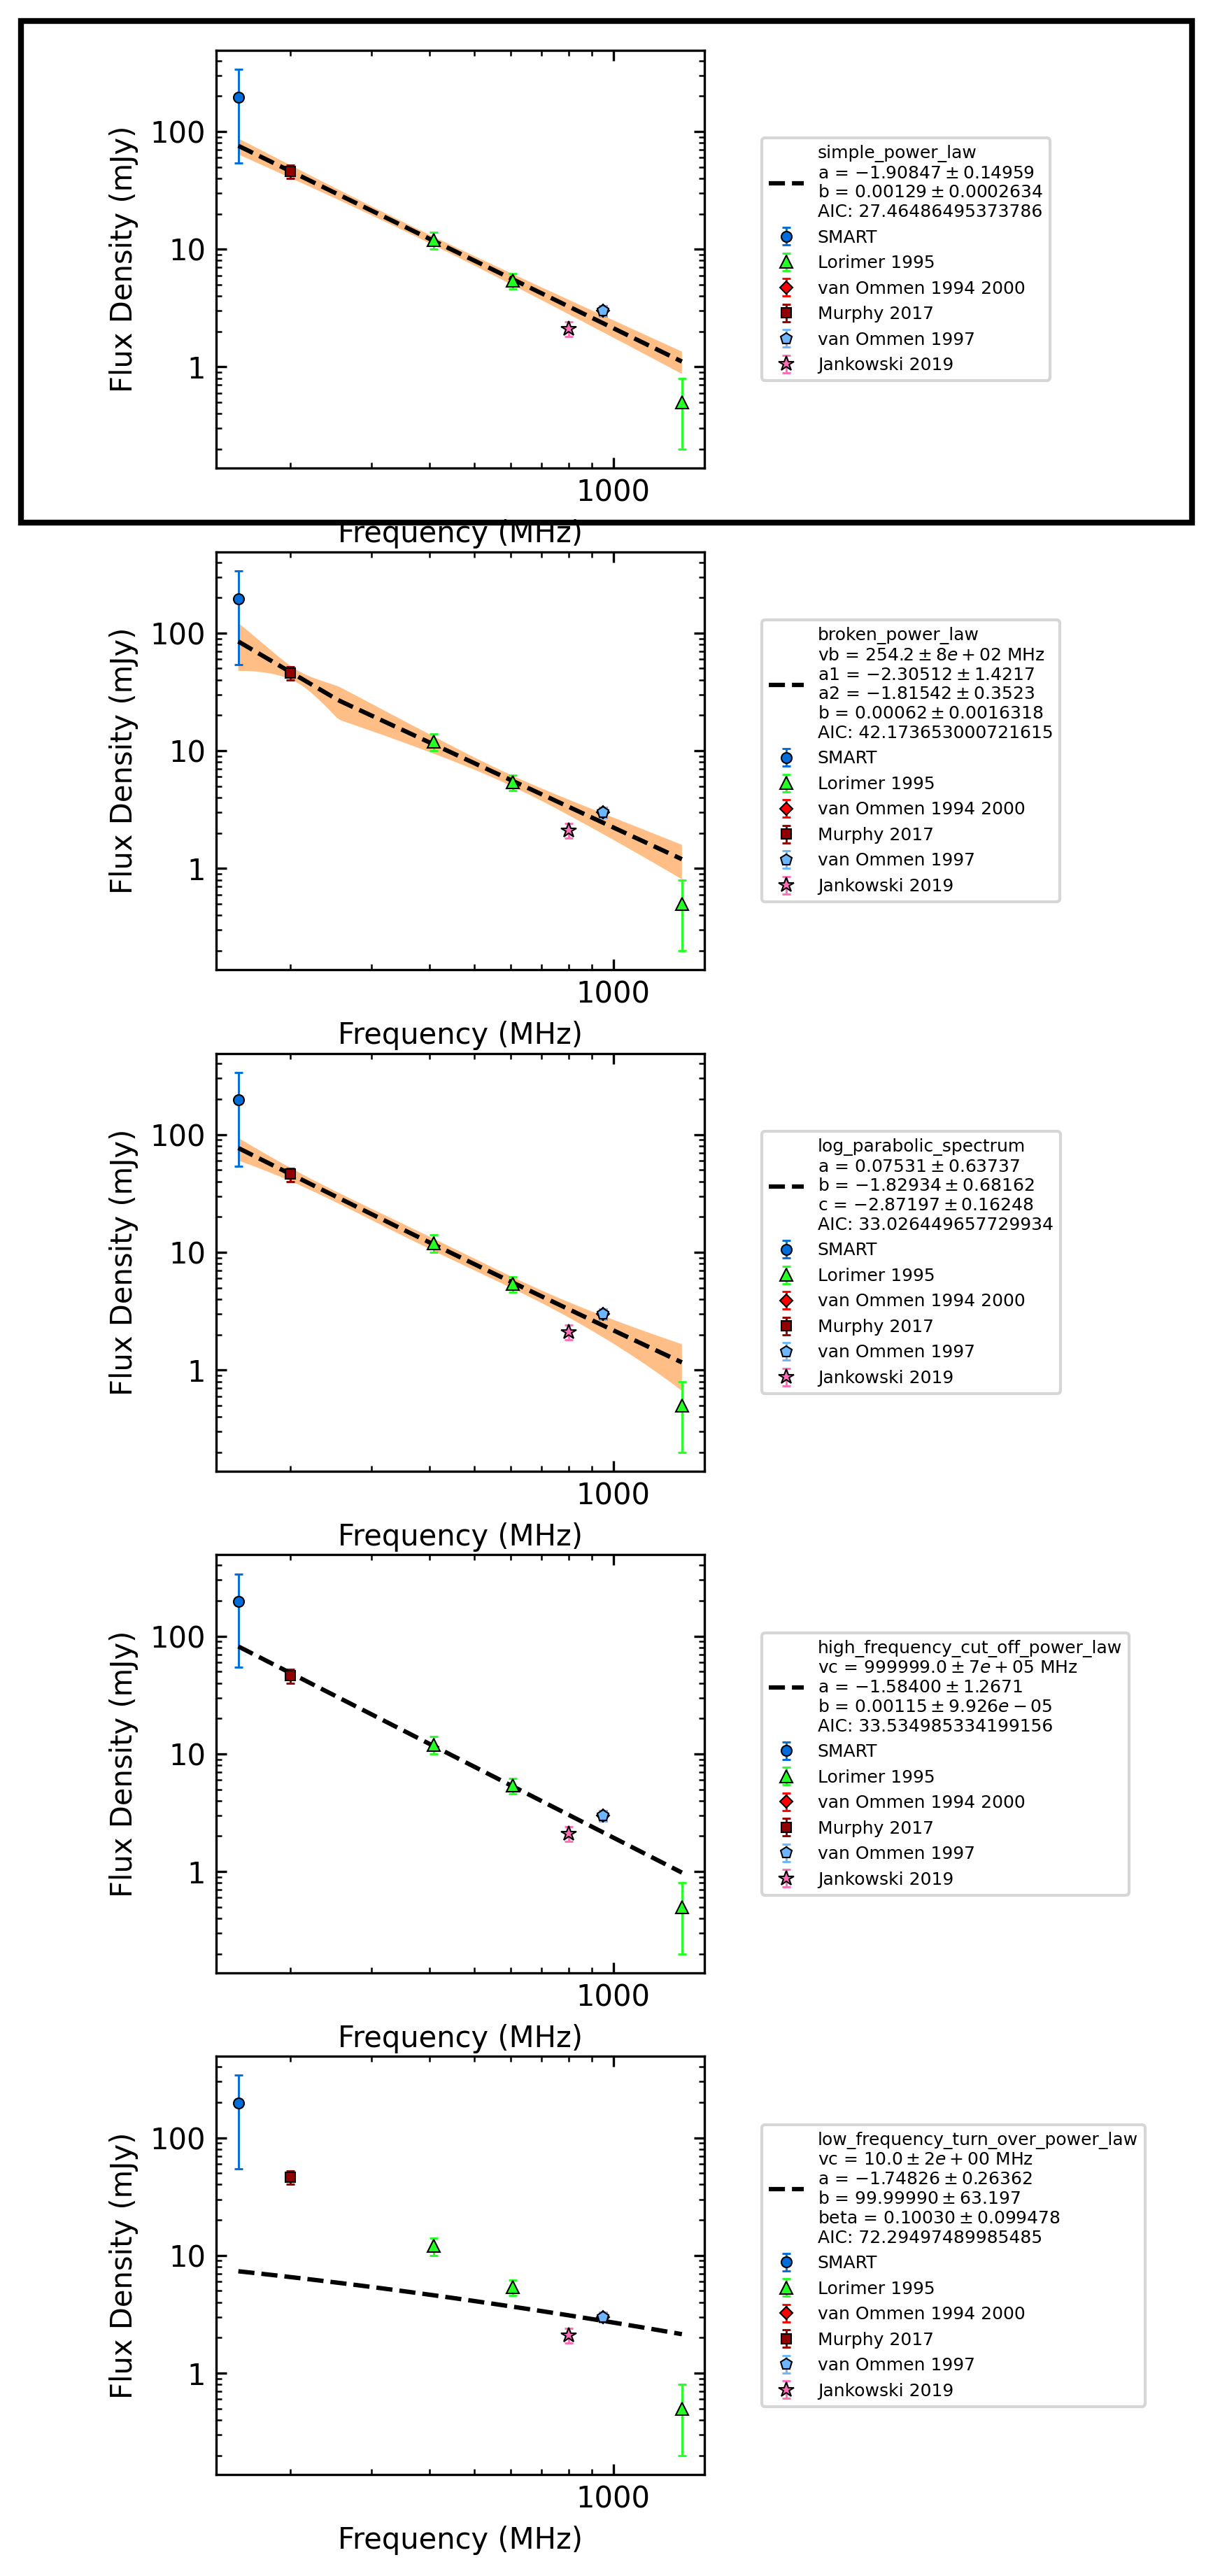 Flux Density (mJy)
100
10
1
1000
Frequency (MHz)
simple_power_law
a = −1.90847 ± 0.14959
b = 0.00129 ± 0.0002634
AIC: 27.46486495373786
SMART
Lorimer 1995
van Ommen 1994 2000
Murphy 2017
van Ommen 1997
Jankowski 2019
Flux Density (mJy)
100
10
1
1000
Frequency (MHz)
broken_power_law
vb = 254.2 ± 8e + 02 MHz
a1 = −2.30512 ± 1.4217
a2 = −1.81542 ± 0.3523
b = 0.00062 ± 0.0016318
AIC: 42.173653000721615
SMART
Lorimer 1995
van Ommen 1994 2000
Murphy 2017
van Ommen 1997
Jankowski 2019
Flux Density (mJy)
100
10
1
1000
Frequency (MHz)
log_parabolic_spectrum
a = 0.07531 ± 0.63737
b = −1.82934 ± 0.68162
c = −2.87197 ± 0.16248
AIC: 33.026449657729934
SMART
Lorimer 1995
van Ommen 1994 2000
Murphy 2017
van Ommen 1997
Jankowski 2019
Flux Density (mJy)
100
10
1
1000
Frequency (MHz)
high_frequency_cut_off_power_law
vc = 999999.0 ± 7e + 05 MHz
a = −1.58400 ± 1.2671
b = 0.00115 ± 9.926e − 05
AIC: 33.534985334199156
SMART
Lorimer 1995
van Ommen 1994 2000
Murphy 2017
van Ommen 1997
Jankowski 2019
Flux Density (mJy)
100
10
1
1000
Frequency (MHz)
low_frequency_turn_over_power_law
vc = 10.0 ± 2e + 00 MHz
a = −1.74826 ± 0.26362
b = 99.99990 ± 63.197
beta = 0.10030 ± 0.099478
AIC: 72.29497489985485
SMART
Lorimer 1995
van Ommen 1994 2000
Murphy 2017
van Ommen 1997
Jankowski 2019